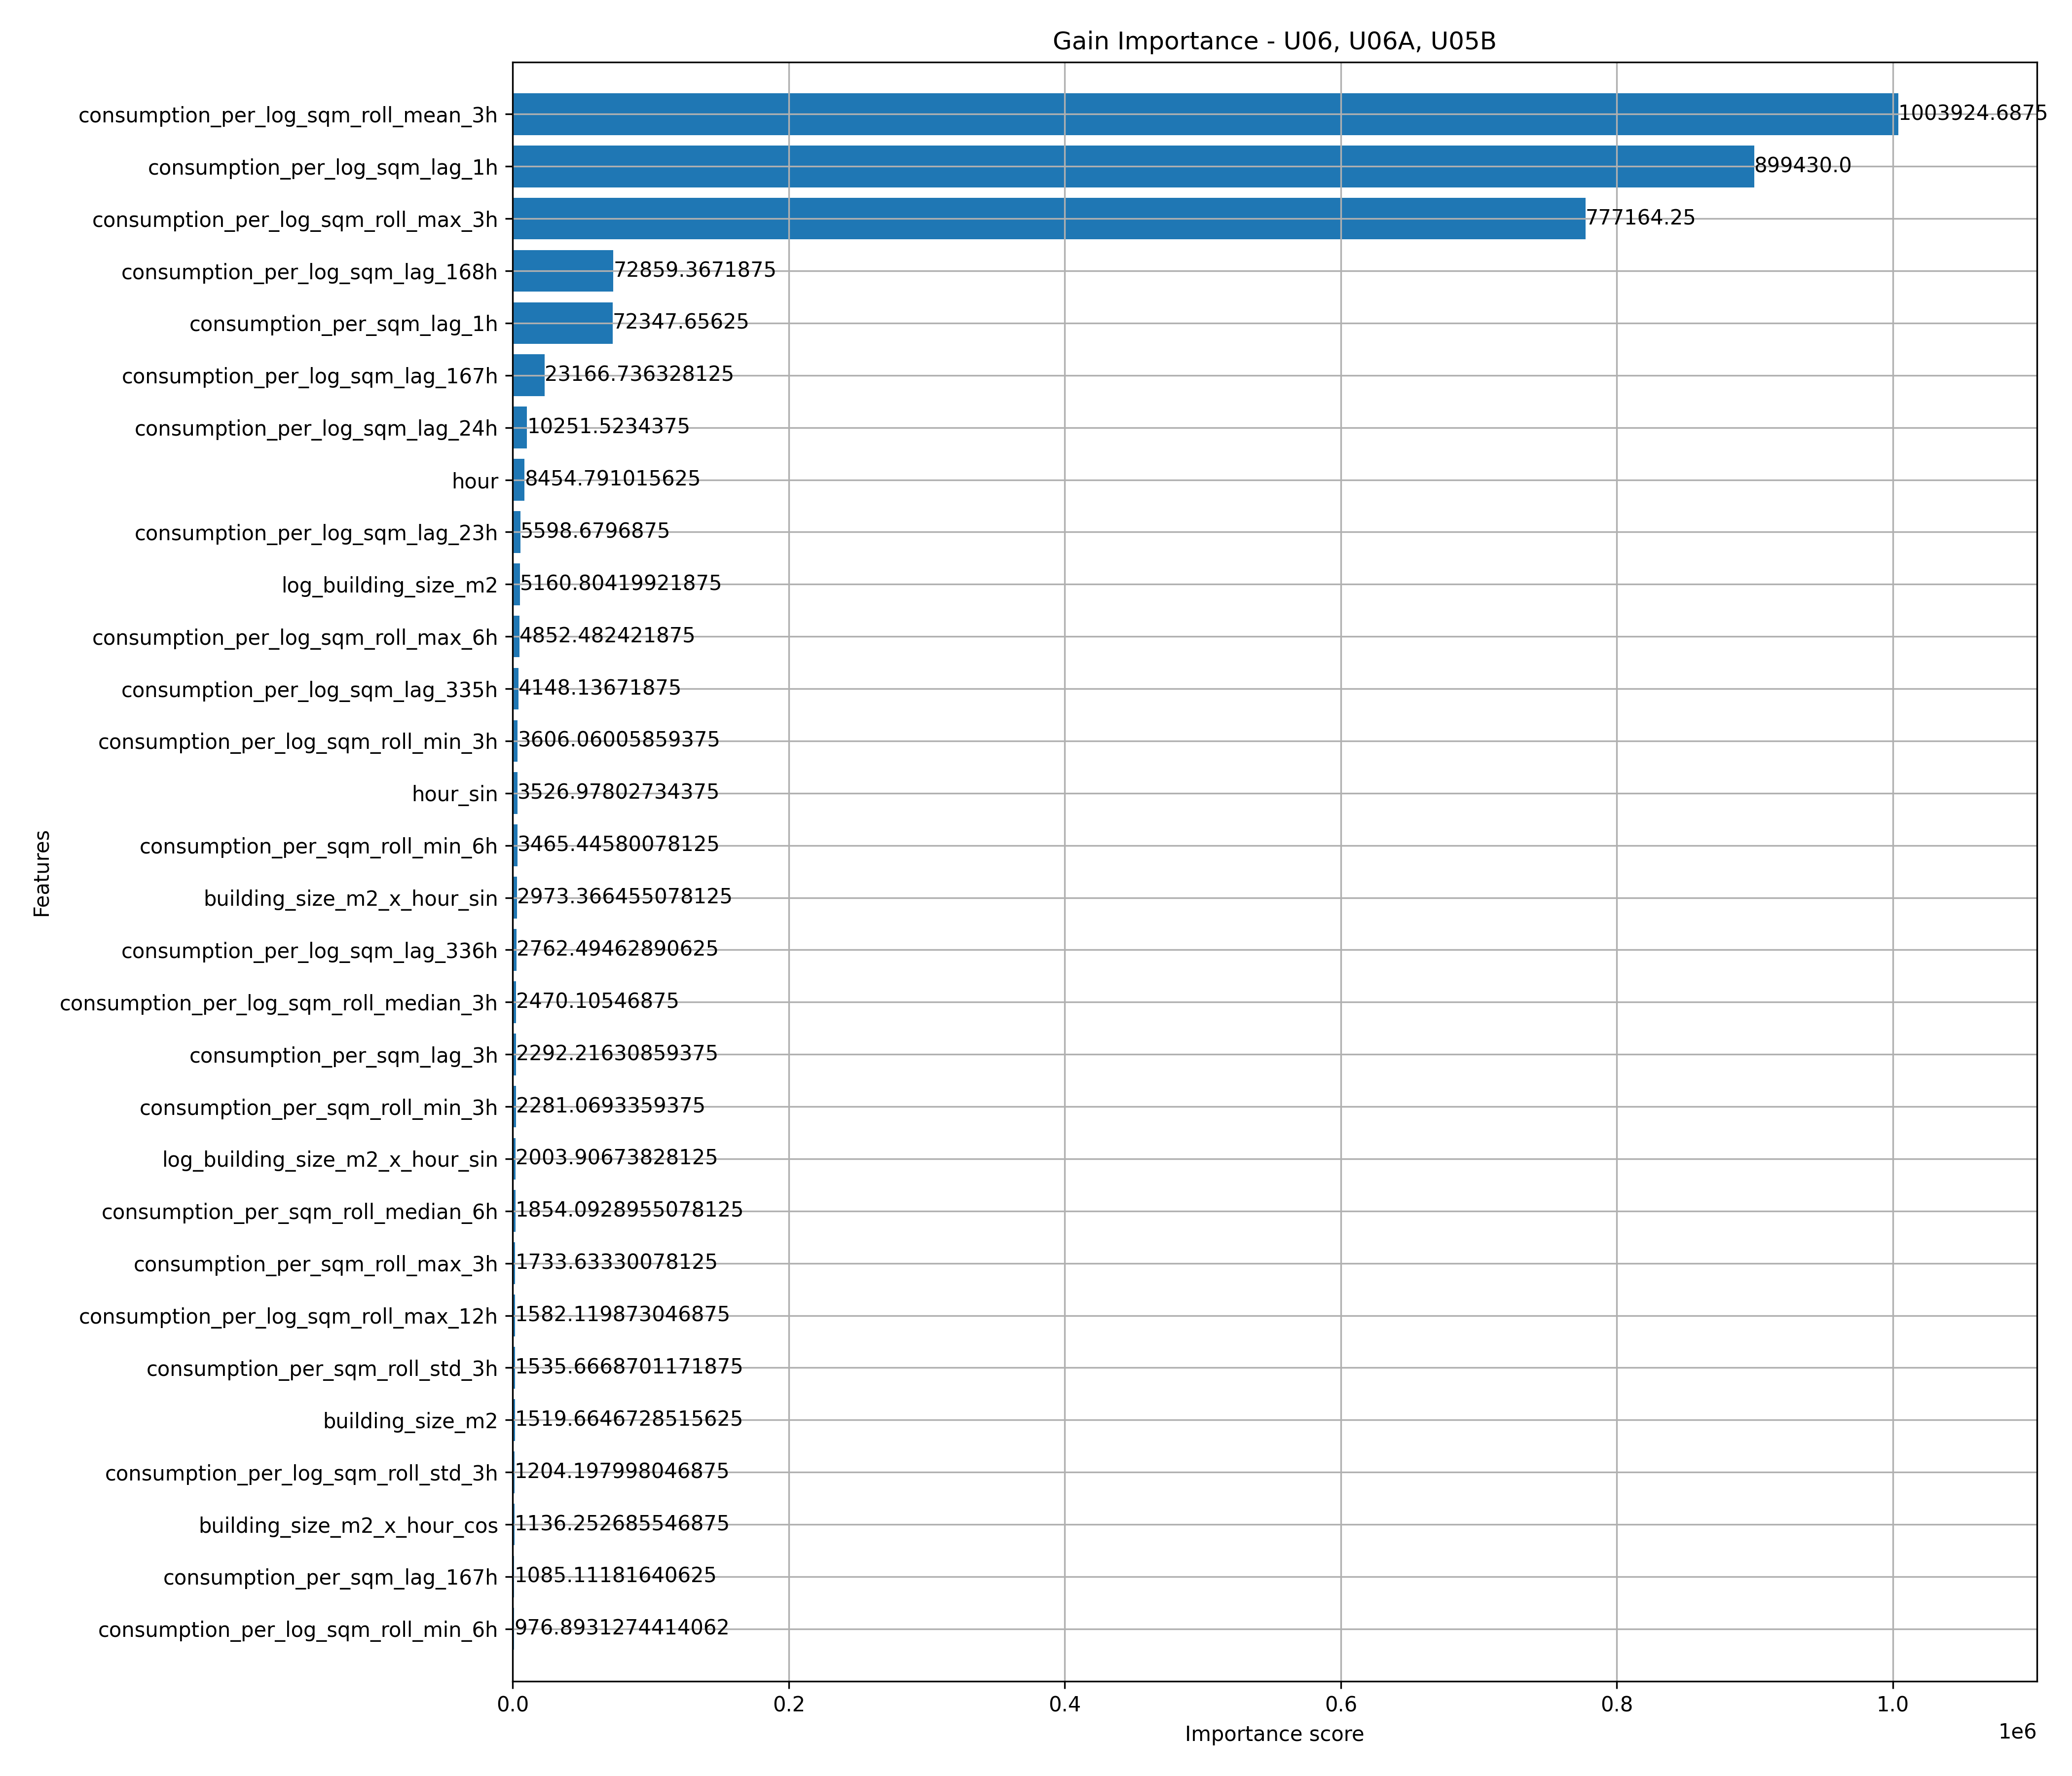 Gain Importance - U06, U06A, U05B
consumption_per_log_sqm_roll_mean_3h 1003924.6875
consumption_per_log_sqm_lag_1h 899430.0
consumption_per_log_sqm_roll_max_3h 777164.25
consumption_per_log_sqm_lag_168h 72859.3671875
consumption_per_sqm_lag_1h 72347.65625
consumption_per_log_sqm_lag_167h 23166.736328125
consumption_per_log_sqm_lag_24h 10251.5234375
hour 8454.791015625
consumption_per_log_sqm_lag_23h 5598.6796875
log_building_size_m2 5160.80419921875
consumption_per_log_sqm_roll_max_6h 4852.482421875
consumption_per_log_sqm_lag_335h 4148.13671875
consumption_per_log_sqm_roll_min_3h 3606.06005859375
hour_sin 3526.97802734375
consumption_per_sqm_roll_min_6h 3465.44580078125
building_size_m2_x_hour_sin 2973.366455078125
consumption_per_log_sqm_lag_336h 2762.49462890625
consumption_per_log_sqm_roll_median_3h 2470.10546875
consumption_per_sqm_lag_3h 2292.21630859375
consumption_per_sqm_roll_min_3h 2281.0693359375
log_building_size_m2_x_hour_sin 2003.90673828125
consumption_per_sqm_roll_median_6h 1854.0928955078125
consumption_per_sqm_roll_max_3h 1733.63330078125
consumption_per_log_sqm_roll_max_12h 1582.119873046875
consumption_per_sqm_roll_std_3h 1535.6668701171875
building_size_m2 1519.6646728515625
consumption_per_log_sqm_roll_std_3h 1204.197998046875
building_size_m2_x_hour_cos 1136.252685546875
consumption_per_sqm_lag_167h 1085.11181640625
consumption_per_log_sqm_roll_min_6h 976.8931274414062
Features
0.0 0.2 0.4 0.6 0.8 1.0
1e6
Importance score